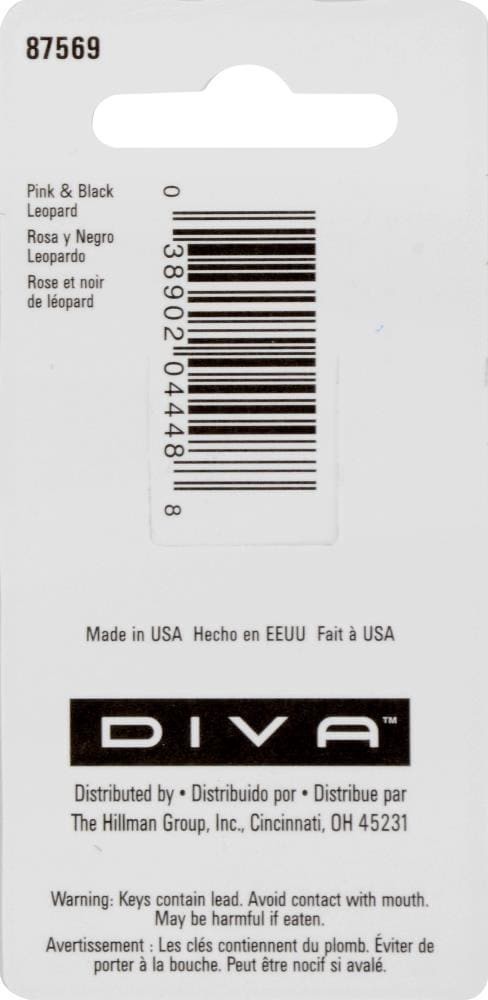 87569
Pink & Black
Leopard
Rosa y Negro
Leopardo
Rose et noir
de léopard
0 38902 04448 8
Made in USA Hecho en EEUU Fait à USA
DIVA™
Distributed by • Distribuido por • Distribue par
The Hillman Group, Inc., Cincinnati, OH 45231
Warning: Keys contain lead. Avoid contact with mouth.
May be harmful if eaten.
Avertissement : Les clés contiennent du plomb. Éviter de
porter à la bouche. Peut être nocif si avalé.